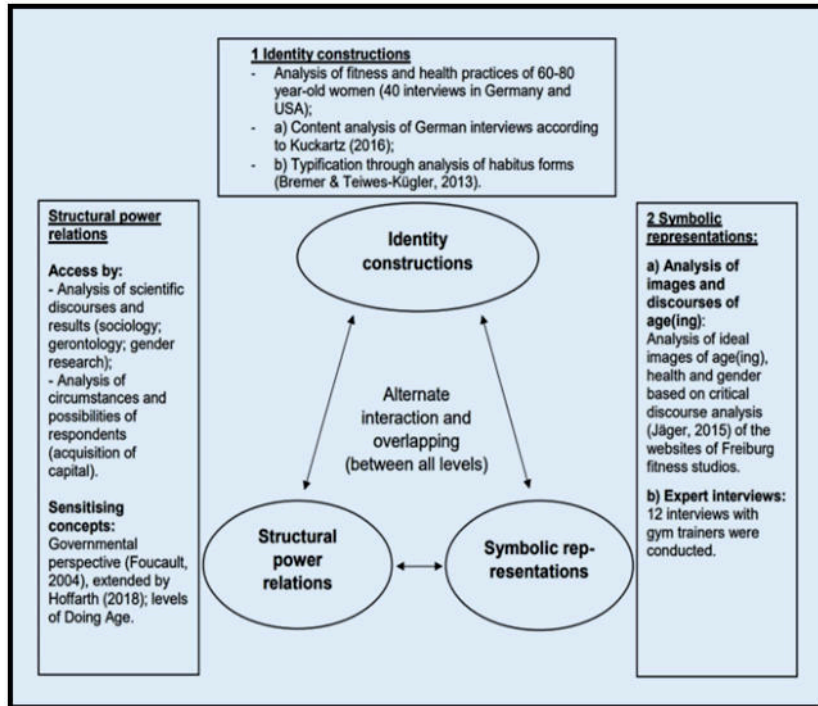 1 Identity constructions
- Analysis of fitness and health practices of 60-80
year-old women (40 interviews in Germany and
USA);
- a) Content analysis of German interviews according
to Kuckartz (2016);
- b) Typification through analysis of habitus forms
(Bremer & Teiwes-Kügler, 2013).
Structural power
relations
Access by:
- Analysis of scientific
discourses and
results (sociology;
gerontology; gender
research);
- Analysis of
circumstances and
possibilities of
respondents
(acquisition of
capital).
Sensitising
concepts:
Governmental
perspective (Foucault,
2004), extended by
Hoffarth (2018); levels
of Doing Age.
Identity
constructions
Alternate
interaction and
overlapping
(between all levels)
Structural
power
relations
Symbolic rep-
resentations
2 Symbolic
representations:
a) Analysis of
images and
discourses of
age(ing):
Analysis of ideal
images of age(ing),
health and gender
based on critical
discourse analysis
(Jäger, 2015) of the
websites of Freiburg
fitness studios.
b) Expert interviews:
12 interviews with
gym trainers were
conducted.